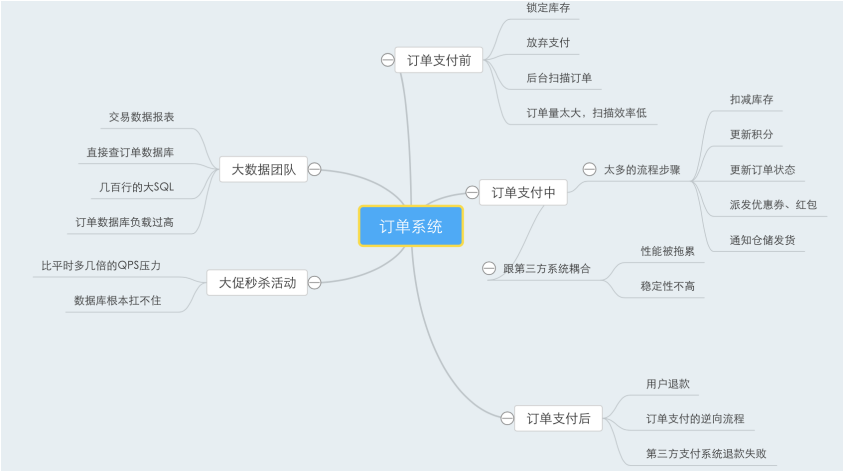 订单系统
订单支付前
锁定库存
放弃支付
后台扫描订单
订单量太大，扫描效率低
订单支付中
太多的流程步骤
扣减库存
更新积分
更新订单状态
派发优惠券、红包
通知仓储发货
跟第三方系统耦合
性能被拖累
稳定性不高
订单支付后
用户退款
订单支付的逆向流程
第三方支付系统退款失败
大数据团队
交易数据报表
直接查订单数据库
几百行的大SQL
订单数据库负载过高
大促秒杀活动
比平时多几倍的QPS压力
数据库根本扛不住